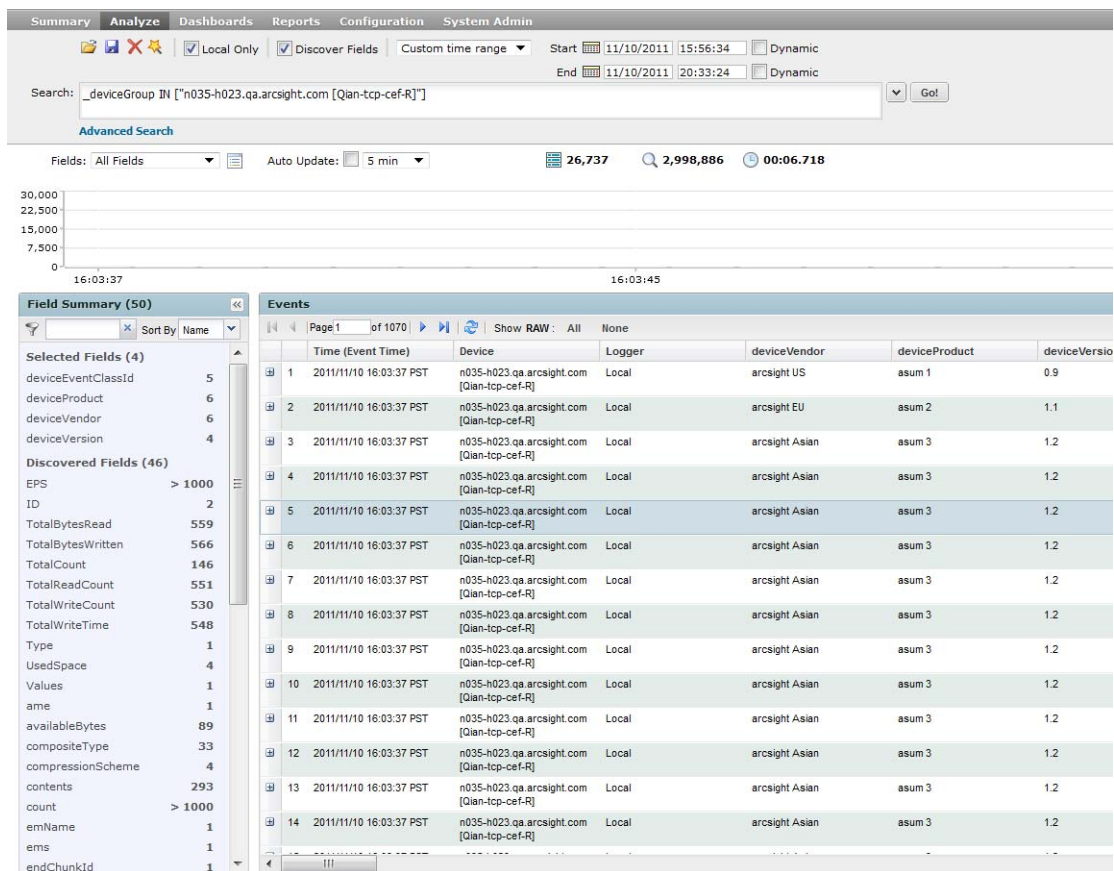 Summary Analyze Dashboards Reports Configuration System Admin
Local Only Discover Fields Custom time range Start 11/10/2011 15:56:34 Dynamic
End 11/10/2011 20:33:24 Dynamic
Search: _deviceGroup IN ["n035-h023.qa.arcsight.com [Qian-tcp-cef-R]"] Go!
Advanced Search
Fields: All Fields Auto Update: 5 min 26,737 2,998,886 00:06.718
30,000
22,500
15,000
7,500
0
16:03:37 16:03:45
Field Summary (50)
Sort By Name
Selected Fields (4)
deviceEventClassId 5
deviceProduct 6
deviceVendor 6
deviceVersion 4
Discovered Fields (46)
EPS > 1000
ID 2
TotalBytesRead 559
TotalBytesWritten 566
TotalCount 146
TotalReadCount 551
TotalWriteCount 530
TotalWriteTime 548
Type 1
UsedSpace 4
Values 1
ame 1
availableBytes 89
compositeType 33
compressionScheme 4
contents 293
count > 1000
emName 1
ems 1
endChunkId 1
Events
Page 1 of 1070 Show RAW : All None
Time (Event Time) Device Logger deviceVendor deviceProduct deviceVersio
1 2011/11/10 16:03:37 PST n035-h023.qa.arcsight.com Local arcsight US asum 1 0.9
[Qian-tcp-cef-R]
2 2011/11/10 16:03:37 PST n035-h023.qa.arcsight.com Local arcsight EU asum 2 1.1
[Qian-tcp-cef-R]
3 2011/11/10 16:03:37 PST n035-h023.qa.arcsight.com Local arcsight Asian asum 3 1.2
[Qian-tcp-cef-R]
4 2011/11/10 16:03:37 PST n035-h023.qa.arcsight.com Local arcsight Asian asum 3 1.2
[Qian-tcp-cef-R]
5 2011/11/10 16:03:37 PST n035-h023.qa.arcsight.com Local arcsight Asian asum 3 1.2
[Qian-tcp-cef-R]
6 2011/11/10 16:03:37 PST n035-h023.qa.arcsight.com Local arcsight Asian asum 3 1.2
[Qian-tcp-cef-R]
7 2011/11/10 16:03:37 PST n035-h023.qa.arcsight.com Local arcsight Asian asum 3 1.2
[Qian-tcp-cef-R]
8 2011/11/10 16:03:37 PST n035-h023.qa.arcsight.com Local arcsight Asian asum 3 1.2
[Qian-tcp-cef-R]
9 2011/11/10 16:03:37 PST n035-h023.qa.arcsight.com Local arcsight Asian asum 3 1.2
[Qian-tcp-cef-R]
10 2011/11/10 16:03:37 PST n035-h023.qa.arcsight.com Local arcsight Asian asum 3 1.2
[Qian-tcp-cef-R]
11 2011/11/10 16:03:37 PST n035-h023.qa.arcsight.com Local arcsight Asian asum 3 1.2
[Qian-tcp-cef-R]
12 2011/11/10 16:03:37 PST n035-h023.qa.arcsight.com Local arcsight Asian asum 3 1.2
[Qian-tcp-cef-R]
13 2011/11/10 16:03:37 PST n035-h023.qa.arcsight.com Local arcsight Asian asum 3 1.2
[Qian-tcp-cef-R]
14 2011/11/10 16:03:37 PST n035-h023.qa.arcsight.com Local arcsight Asian asum 3 1.2
[Qian-tcp-cef-R]